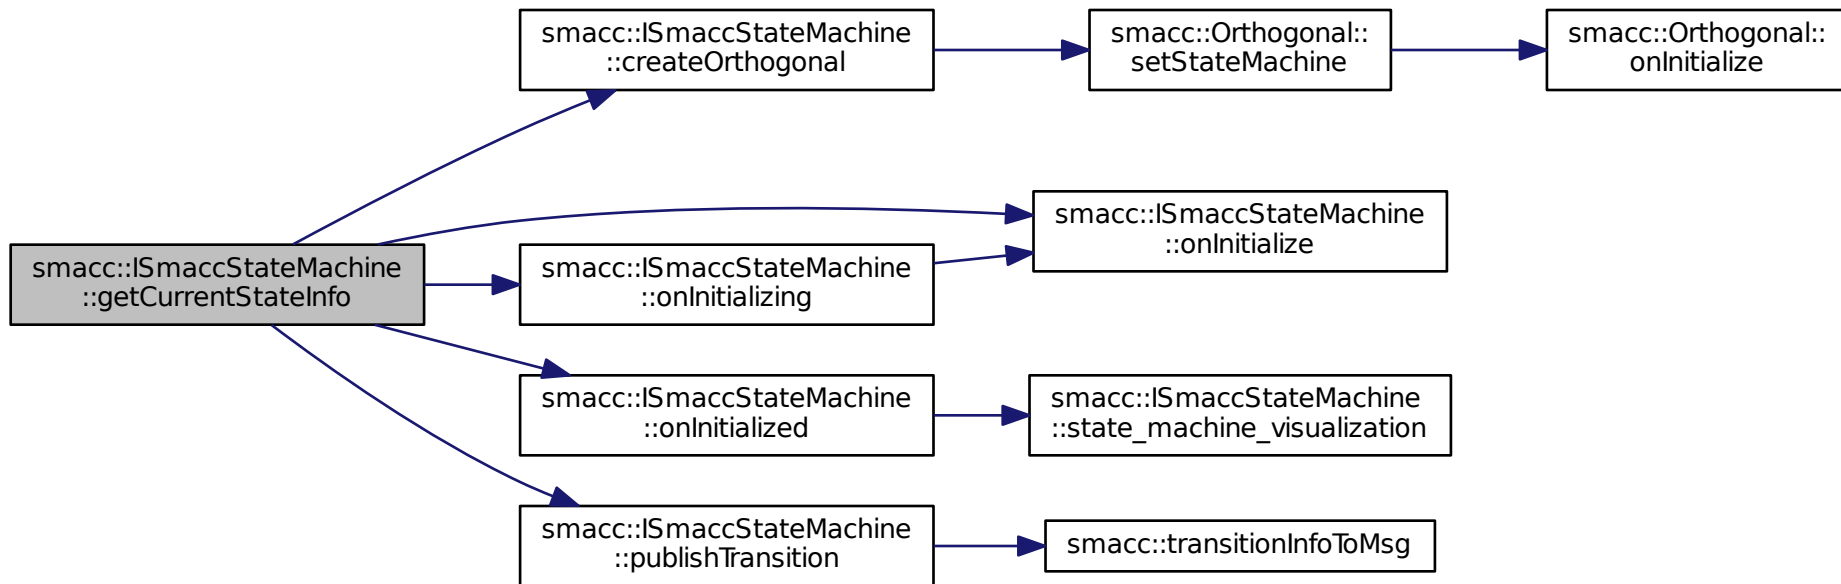 smacc::ISmaccStateMachine
::createOrthogonal
smacc::Orthogonal::
setStateMachine
smacc::Orthogonal::
onInitialize
smacc::ISmaccStateMachine
::onInitialize
smacc::ISmaccStateMachine
::getCurrentStateInfo
smacc::ISmaccStateMachine
::onInitializing
smacc::ISmaccStateMachine
::onInitialized
smacc::ISmaccStateMachine
::state_machine_visualization
smacc::ISmaccStateMachine
::publishTransition
smacc::transitionInfoToMsg